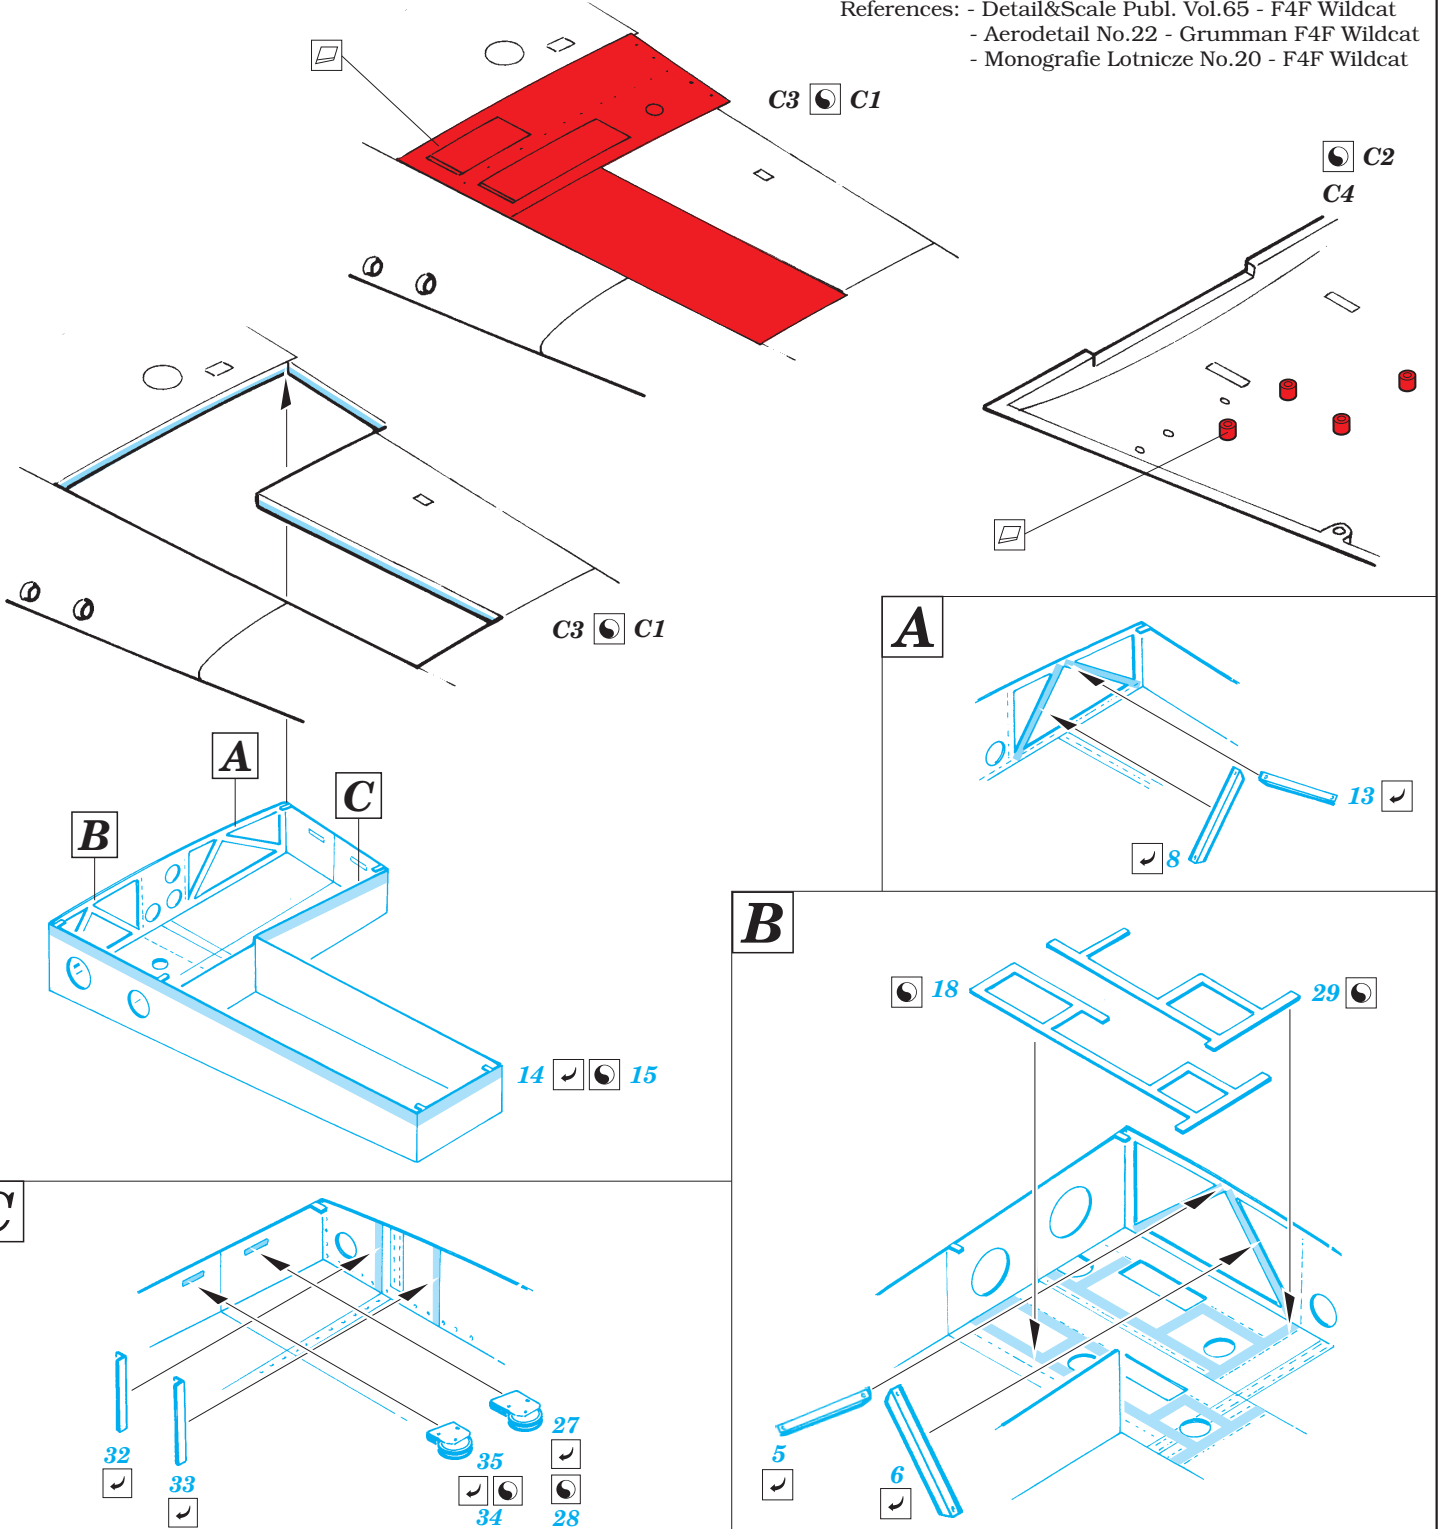 References: - Detail&Scale Publ. Vol.65 - F4F Wildcat
- Aerodetail No.22 - Grumman F4F Wildcat
- Monografie Lotnicze No.20 - F4F Wildcat
C3 C1
C2
C4
C3 C1
A
13
8
A
C
B
14 15
B
18
29
5
6
C
32
33
35
34
27
28